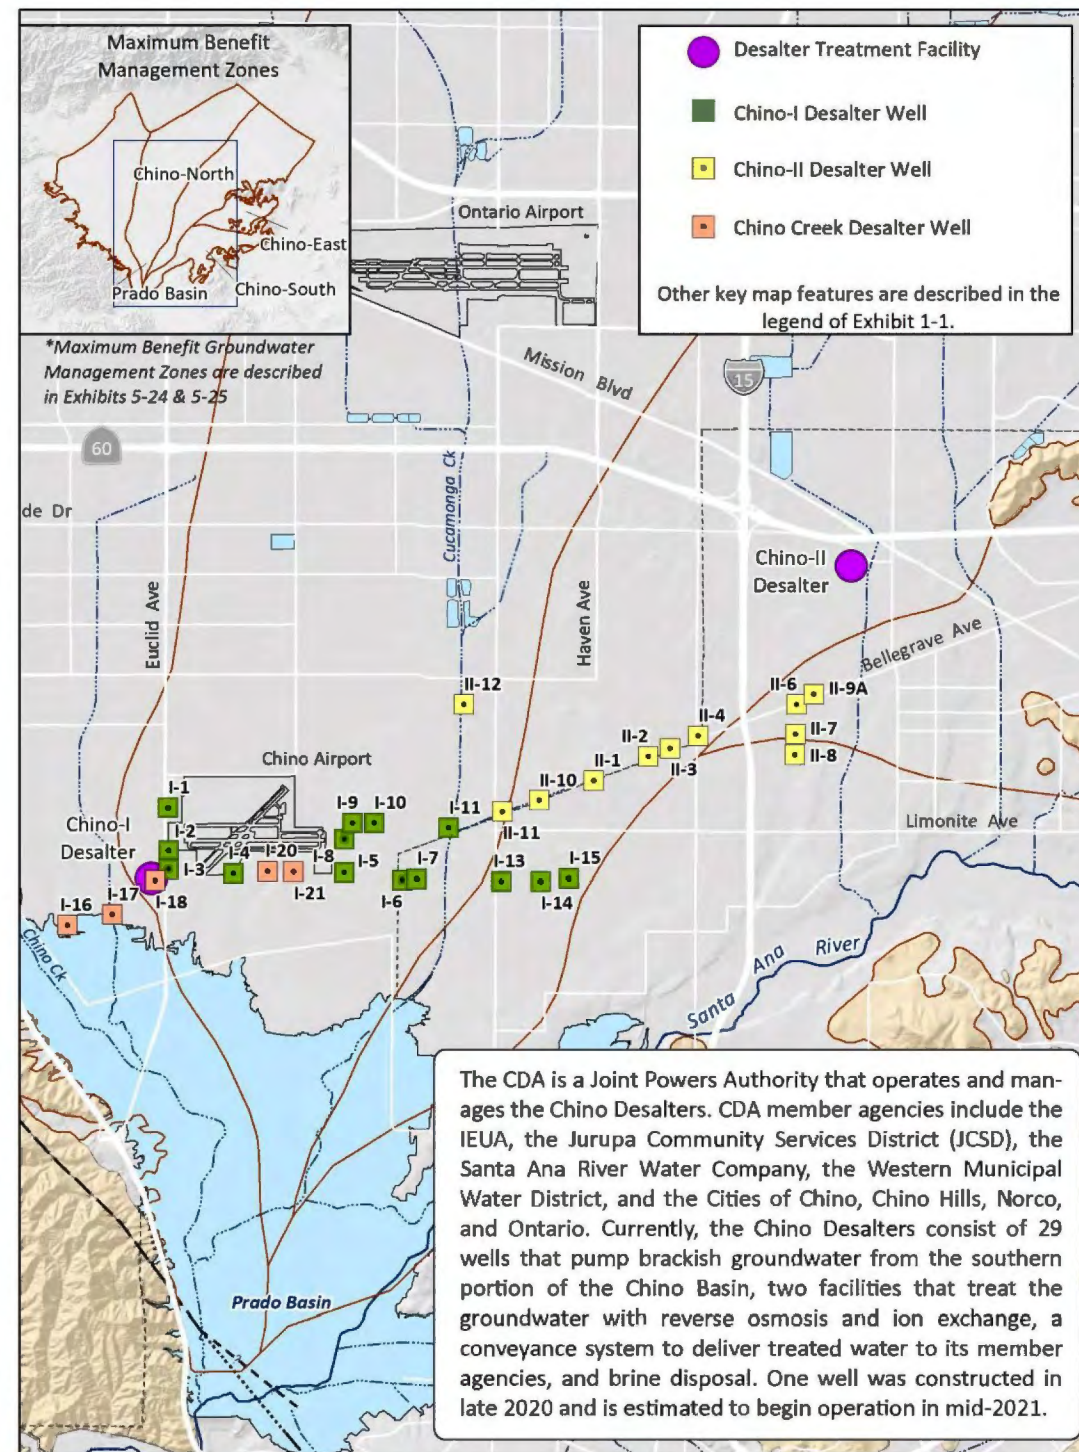 Maximum Benefit
Management Zones
Chino-North
Chino-East
Chino-South
Prado Basin
*Maximum Benefit Groundwater
Management Zones are described
in Exhibits 5-24 & 5-25
Desalter Treatment Facility
Chino-I Desalter Well
Chino-II Desalter Well
Chino Creek Desalter Well
Other key map features are described in the
legend of Exhibit 1-1.
Ontario Airport
Mission Blvd
15
60
de Dr
Cucamonga Ck
Euclid Ave
Haven Ave
Chino-II
Desalter
Bellegrave Ave
II-12
II-6
II-9A
II-4
II-7
II-2
II-3
II-8
II-1
II-10
II-11
Chino Airport
I-1
I-9
I-10
I-11
Limonite Ave
Chino-I
Desalter
I-2
I-3
I-4
I-20
I-8
I-5
I-7
I-13
I-15
I-21
I-6
I-14
I-16
I-17
I-18
Chino Ck
Santa Ana River
Prado Basin
The CDA is a Joint Powers Authority that operates and man-
ages the Chino Desalters. CDA member agencies include the
IEUA, the Jurupa Community Services District (JCSD), the
Santa Ana River Water Company, the Western Municipal
Water District, and the Cities of Chino, Chino Hills, Norco,
and Ontario. Currently, the Chino Desalters consist of 29
wells that pump brackish groundwater from the southern
portion of the Chino Basin, two facilities that treat the
groundwater with reverse osmosis and ion exchange, a
conveyance system to deliver treated water to its member
agencies, and brine disposal. One well was constructed in
late 2020 and is estimated to begin operation in mid-2021.